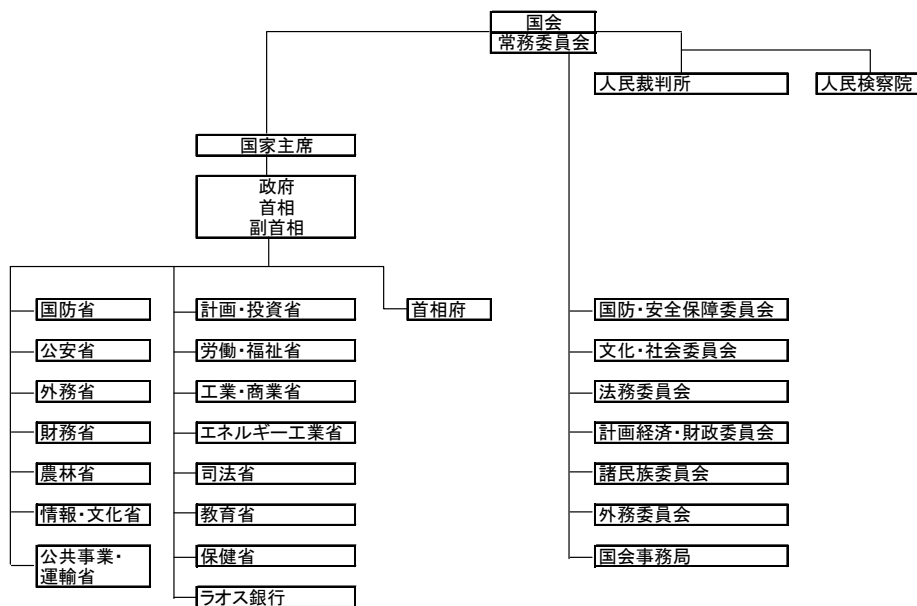 国会
常務委員会
人民裁判所
人民検察院
国家主席
政府
首相
副首相
国防省
公安省
外務省
財務省
農林省
情報・文化省
公共事業・
運輸省
計画・投資省
労働・福祉省
工業・商業省
エネルギー工業省
司法省
教育省
保健省
ラオス銀行
首相府
国防・安全保障委員会
文化・社会委員会
法務委員会
計画経済・財政委員会
諸民族委員会
外務委員会
国会事務局